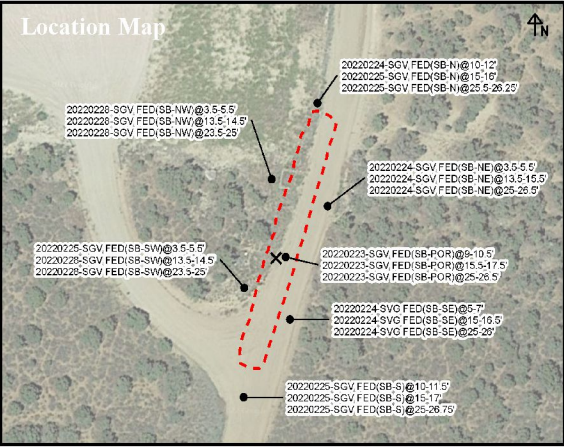 Location Map
N
20220224-SGV, FED(SB-N)@10-12'
20220225-SGV, FED(SB-N)@15-16'
20220225-SGV, FED(SB-N)@25.5-26.25'
20220228-SGV, FED(SB-NW)@3.5-5.5'
20220228-SGV, FED(SB-NW)@13.5-14.5'
20220228-SGV, FED(SB-NW)@23.5-25'
20220224-SGV, FED(SB-NE)@3.5-5.5'
20220224-SGV, FED(SB-NE)@13.5-15.5'
20220224-SGV, FED(SB-NE)@25-26.5'
20220225-SGV, FED(SB-SW)@3.5-5.5'
20220228-SGV, FED(SB-SW)@13.5-14.5'
20220228-SGV, FED(SB-SW)@23.5-25'
20220223-SGV, FED(SB-POR)@9-10.5'
20220223-SGV, FED(SB-POR)@15.5-17.5'
20220223-SGV, FED(SB-POR)@25-26.5'
20220224-SVG FED(SB-SE)@5-7'
20220224-SVG FED(SB-SE)@15-16.5'
20220224-SVG FED(SB-SE)@25-26'
20220225-SGV, FED(SB-S)@10-11.5'
20220225-SGV, FED(SB-S)@15-17'
20220225-SGV, FED(SB-S)@25-26.75'